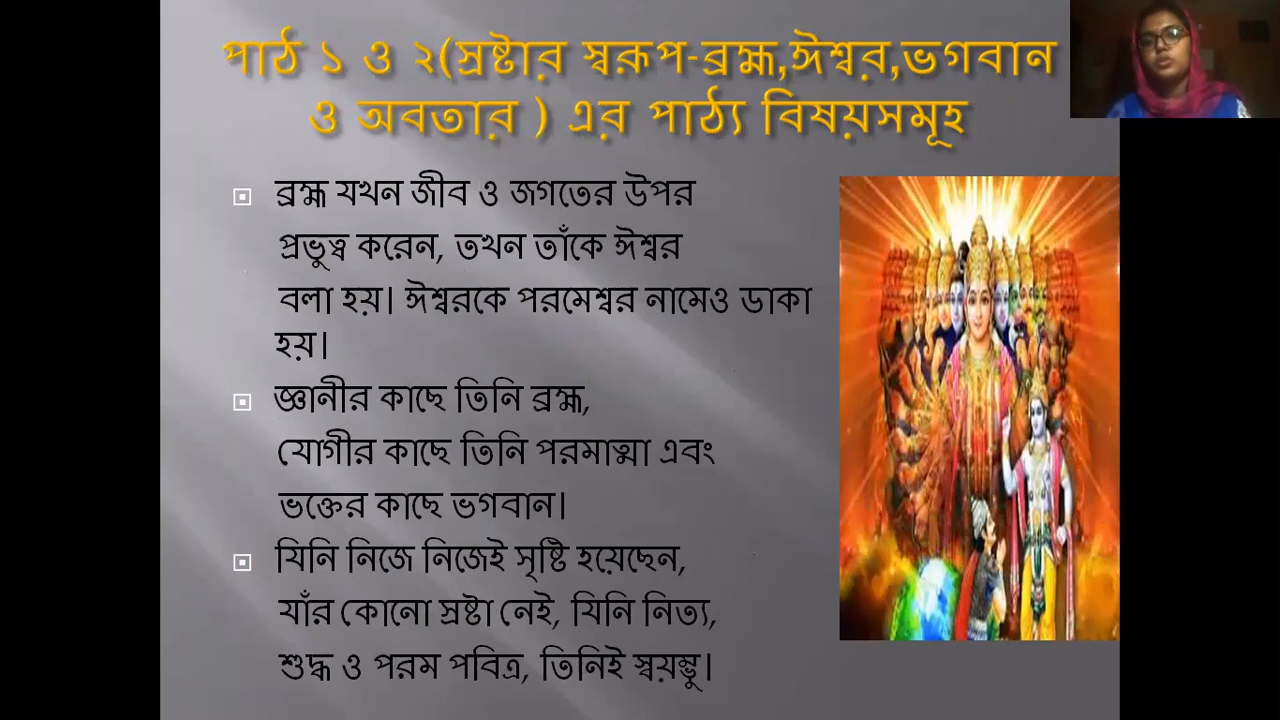 পাঠ ১ ও ২(স্রষ্টার স্বরূপ-ব্রহ্ম,ঈশ্বর,ভগবান
ও অবতার ) এর পাঠ্য বিষয়সমূহ
ব্রহ্ম যখন জীব ও জগতের উপর
প্রভুত্ব করেন, তখন তাঁকে ঈশ্বর
বলা হয়। ঈশ্বরকে পরমেশ্বর নামেও ডাকা
হয়।
জ্ঞানীর কাছে তিনি ব্রহ্ম,
যোগীর কাছে তিনি পরমাত্মা এবং
ভক্তের কাছে ভগবান।
যিনি নিজে নিজেই সৃষ্টি হয়েছেন,
যাঁর কোনো স্রষ্টা নেই, যিনি নিত্য,
শুদ্ধ ও পরম পবিত্র, তিনিই স্বয়ম্ভু।